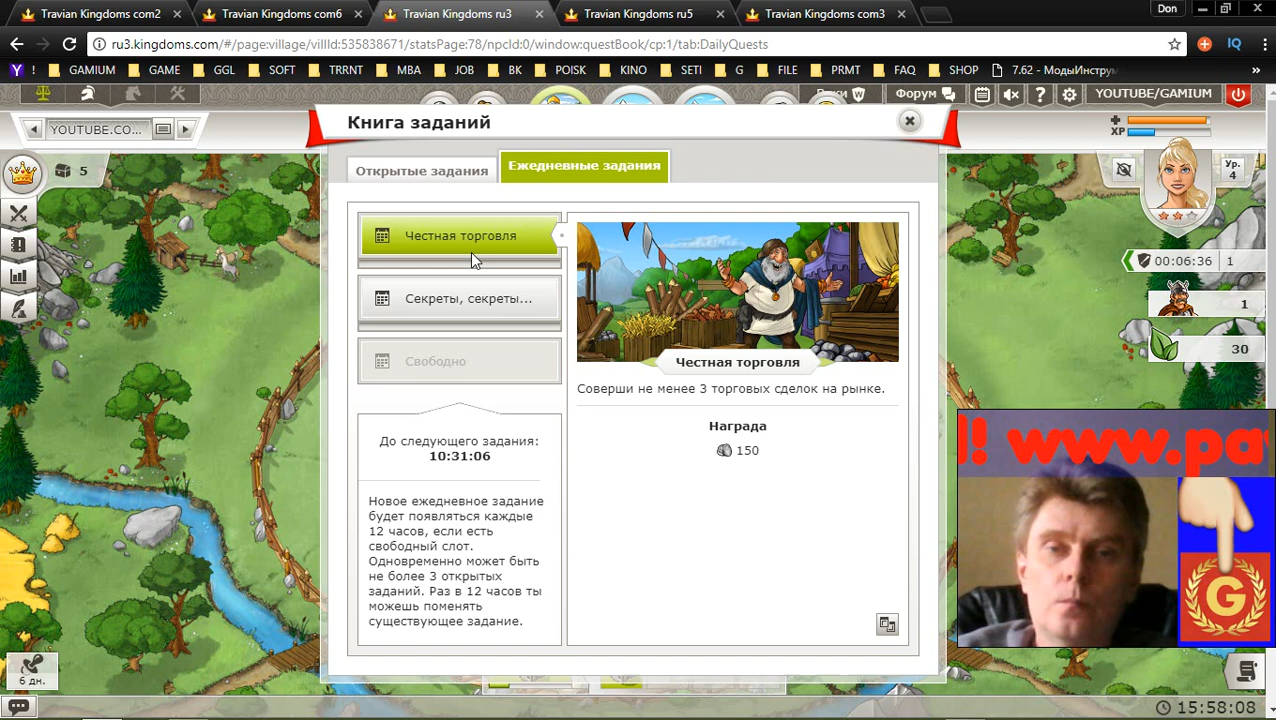 Travian Kingdoms com2
Travian Kingdoms com6
Travian Kingdoms ru3
Travian Kingdoms ru5
Travian Kingdoms com3
Don
ru3.kingdoms.com/#/page:village/villId:535838671/statsPage:78/nycId:0/window:questBook/cp:1/tab:DailyQuests
IQ
Y ! GAMIUM GAME GGL SOFT TRRNT MBA JOB BK POISK KINO SETI G FILE PRMT FAQ SHOP 7.62 - МодыИнструм »
Форум
?
YOUTUBE/GAMIUM
YOUTUBE.CO...
Книга заданий
XP
5
Открытые задания
Ежедневные задания
Ур.
4
Честная торговля
Секреты, секреты...
Свободно
00:06:36 1
1
30
Честная торговля
Соверши не менее 3 торговых сделок на рынке.
Награда
150
До следующего задания:
10:31:06
Новое ежедневное задание
будет появляться каждые
12 часов, если есть
свободный слот.
Одновременно может быть
не более 3 открытых
заданий. Раз в 12 часов ты
можешь поменять
существующее задание.
! www.pa
G
6 дн.
15:58:08